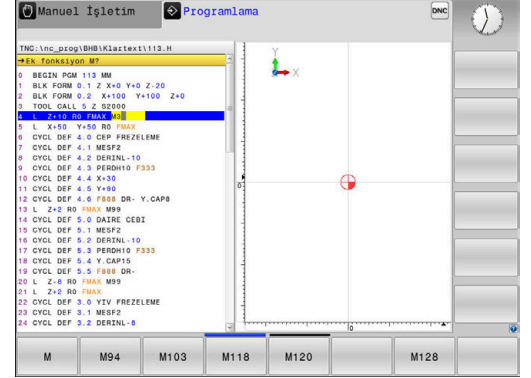 Manuel İşletim
Programlama
DNC
TNC:\nc_prog\BHB\Klartext\113.H
→Ek fonksiyon M?
0 BEGIN PGM 113 MM
1 BLK FORM 0.1 Z X+0 Y+0 Z-20
2 BLK FORM 0.2 X+100 Y+100 Z+0
3 TOOL CALL 5 Z S2000
4 L Z+10 R0 FMAX M3
5 L X+50 Y+50 R0 FMAX
6 CYCL DEF 4.0 CEP FREZELEME
7 CYCL DEF 4.1 MESF2
8 CYCL DEF 4.2 DERINL-10
9 CYCL DEF 4.3 PERDH10 F333
10 CYCL DEF 4.4 X+30
11 CYCL DEF 4.5 Y+90
12 CYCL DEF 4.6 F888 DR- Y.CAP8
13 L Z+2 R0 FMAX M99
14 CYCL DEF 5.0 DAIRE CEBI
15 CYCL DEF 5.1 MESF2
16 CYCL DEF 5.2 DERINL-10
17 CYCL DEF 5.3 PERDH10 F333
18 CYCL DEF 5.4 Y.CAP15
19 CYCL DEF 5.5 F888 DR-
20 L Z-8 R0 FMAX M99
21 L Z+2 R0 FMAX
22 CYCL DEF 3.0 YIV FREZELEME
23 CYCL DEF 3.1 MESF2
24 CYCL DEF 3.2 DERINL-8
Y
X
0
0
M
M94
M103
M118
M120
M128